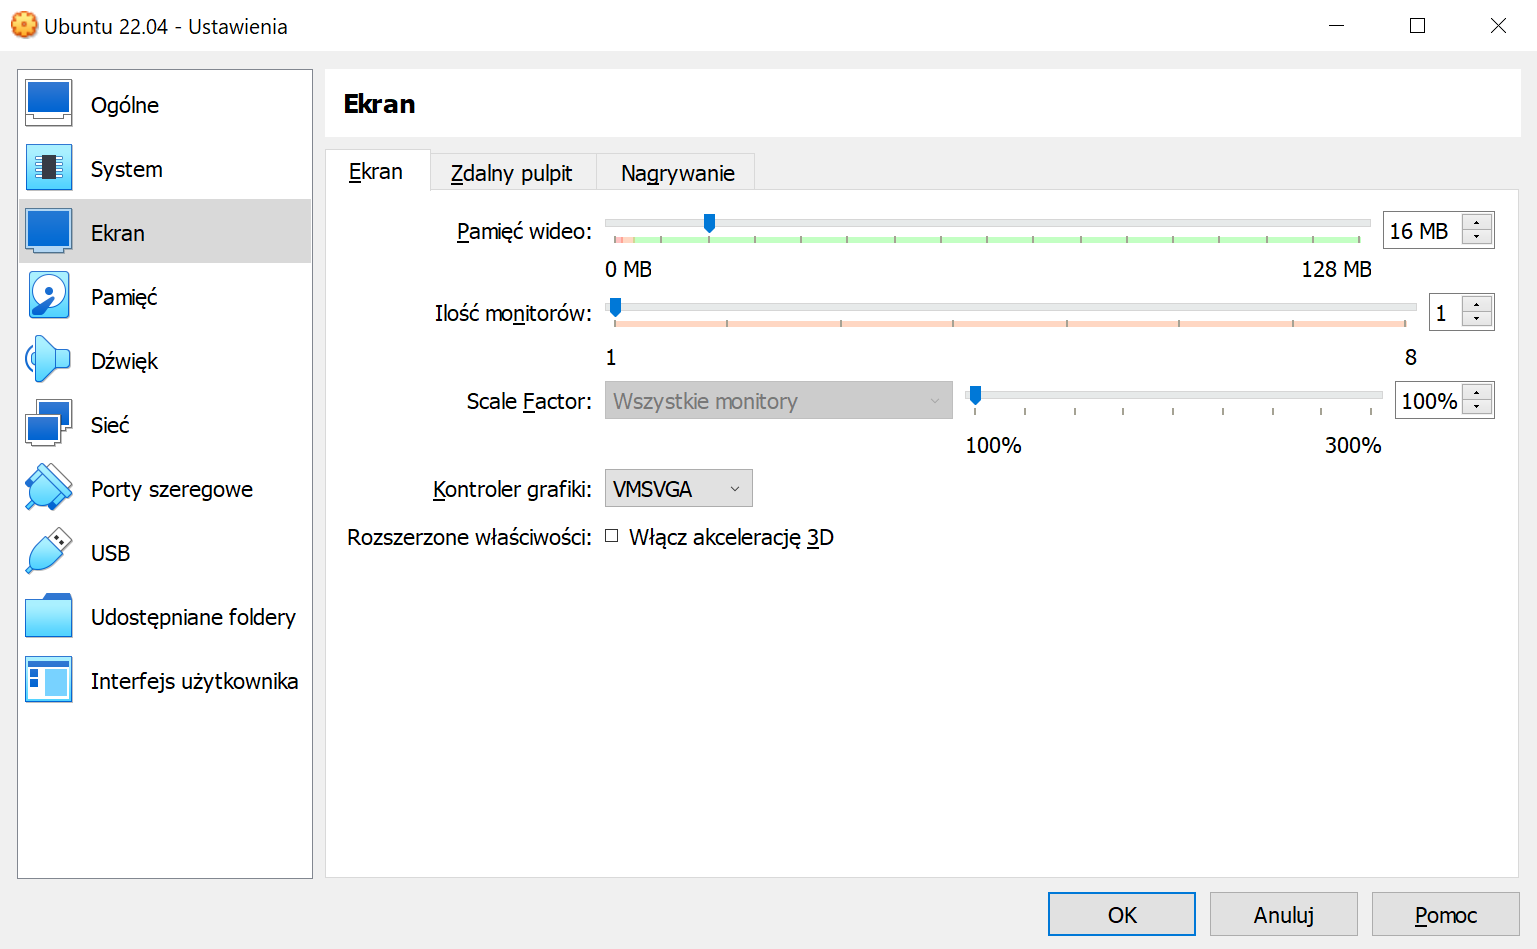 Ubuntu 22.04 - Ustawienia
Ogólne
System
Ekran
Pamięć
Dźwięk
Sieć
Porty szeregowe
USB
Udostępniane foldery
Interfejs użytkownika
Ekran
Ekran Zdalny pulpit Nagrywanie
Pamięć wideo: 16 MB
0 MB 128 MB
Ilość monitorów: 1
1 8
Scale Factor: Wszystkie monitory 100%
100% 300%
Kontroler grafiki: VMSVGA
Rozszerzone właściwości: Włącz akcelerację 3D
OK Anuluj Pomoc